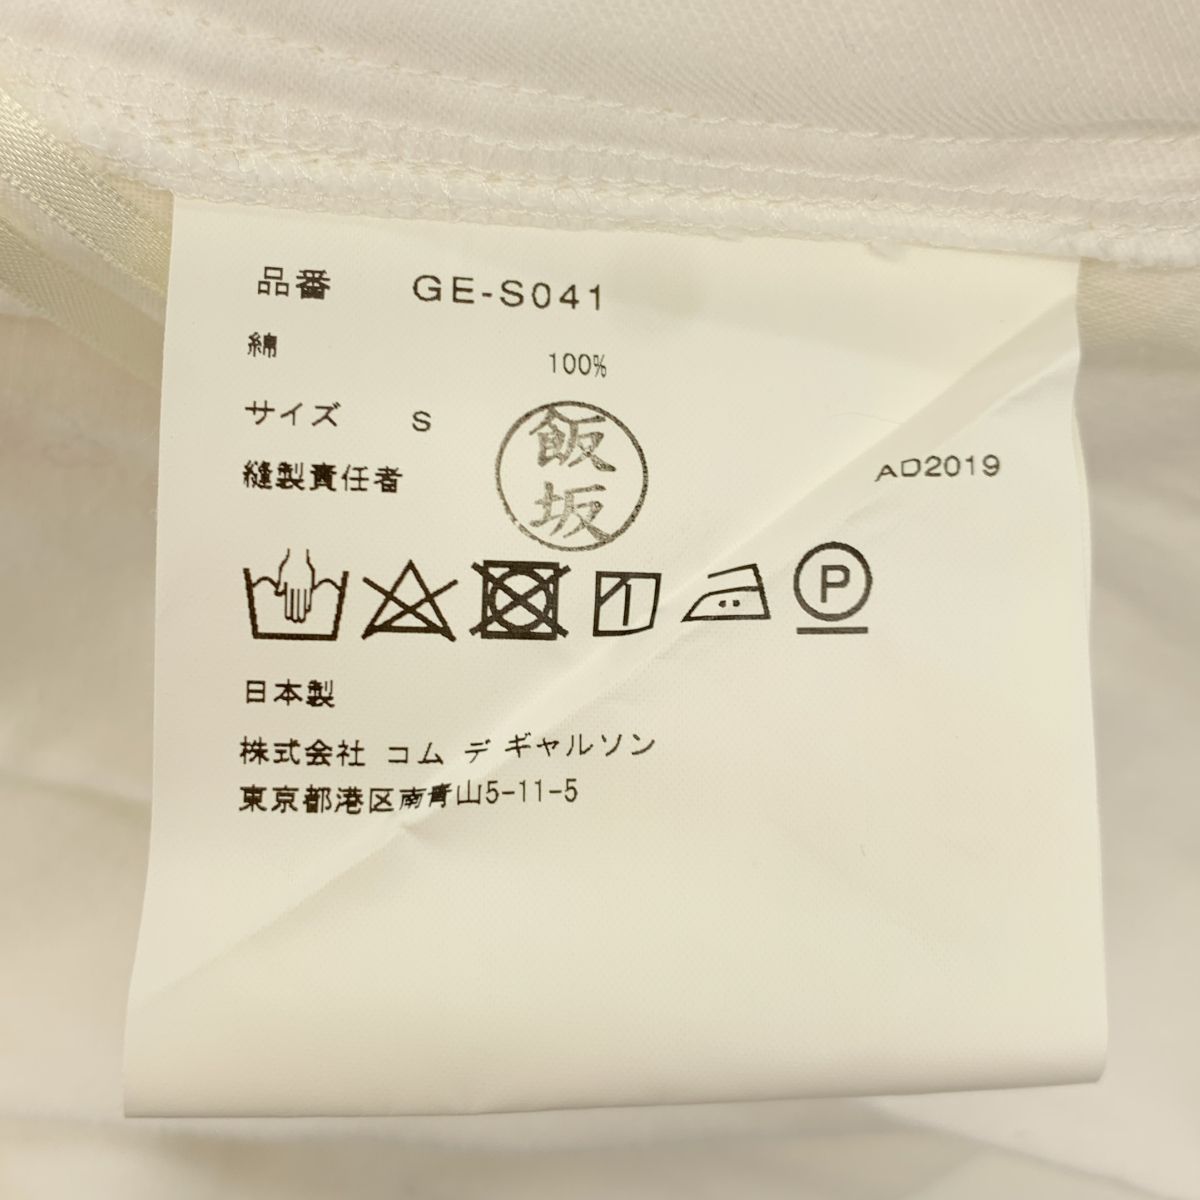 品番 GE-S041
綿 100%
サイズ S
縫製責任者 飯坂
AD2019
P
日本製
株式会社 コム デ ギャルソン
東京都港区南青山5-11-5